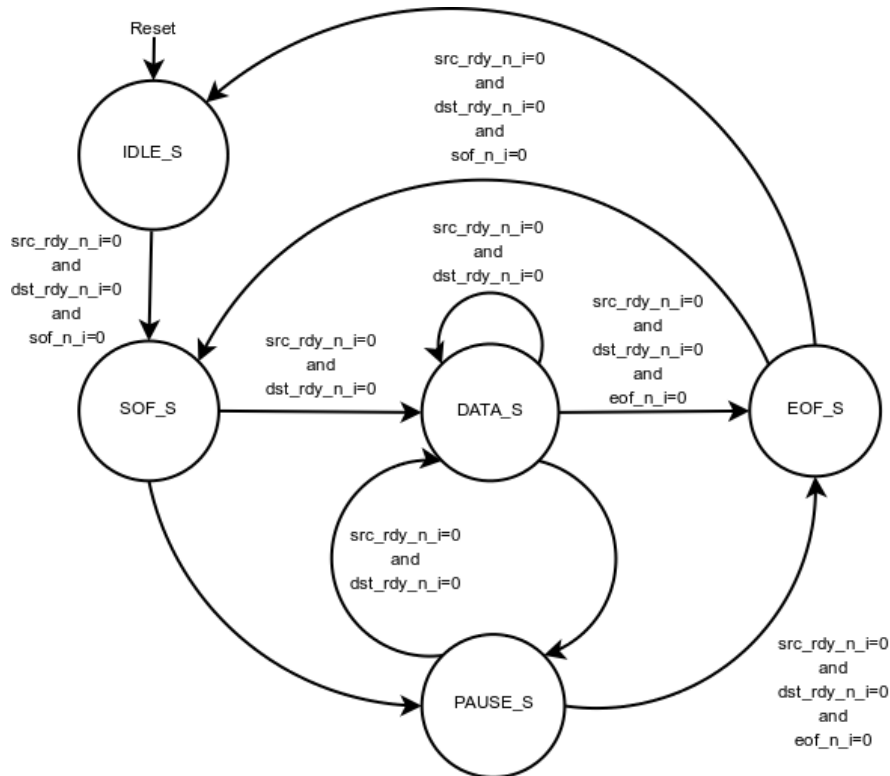 Reset
src_rdy_n_i=0
and
dst_rdy_n_i=0
and
sof_n_i=0
IDLE_S
src_rdy_n_i=0
and
dst_rdy_n_i=0
and
sof_n_i=0
src_rdy_n_i=0
and
dst_rdy_n_i=0
src_rdy_n_i=0
and
dst_rdy_n_i=0
and
eof_n_i=0
src_rdy_n_i=0
and
dst_rdy_n_i=0
SOF_S
DATA_S
EOF_S
src_rdy_n_i=0
and
dst_rdy_n_i=0
src_rdy_n_i=0
and
dst_rdy_n_i=0
and
eof_n_i=0
PAUSE_S